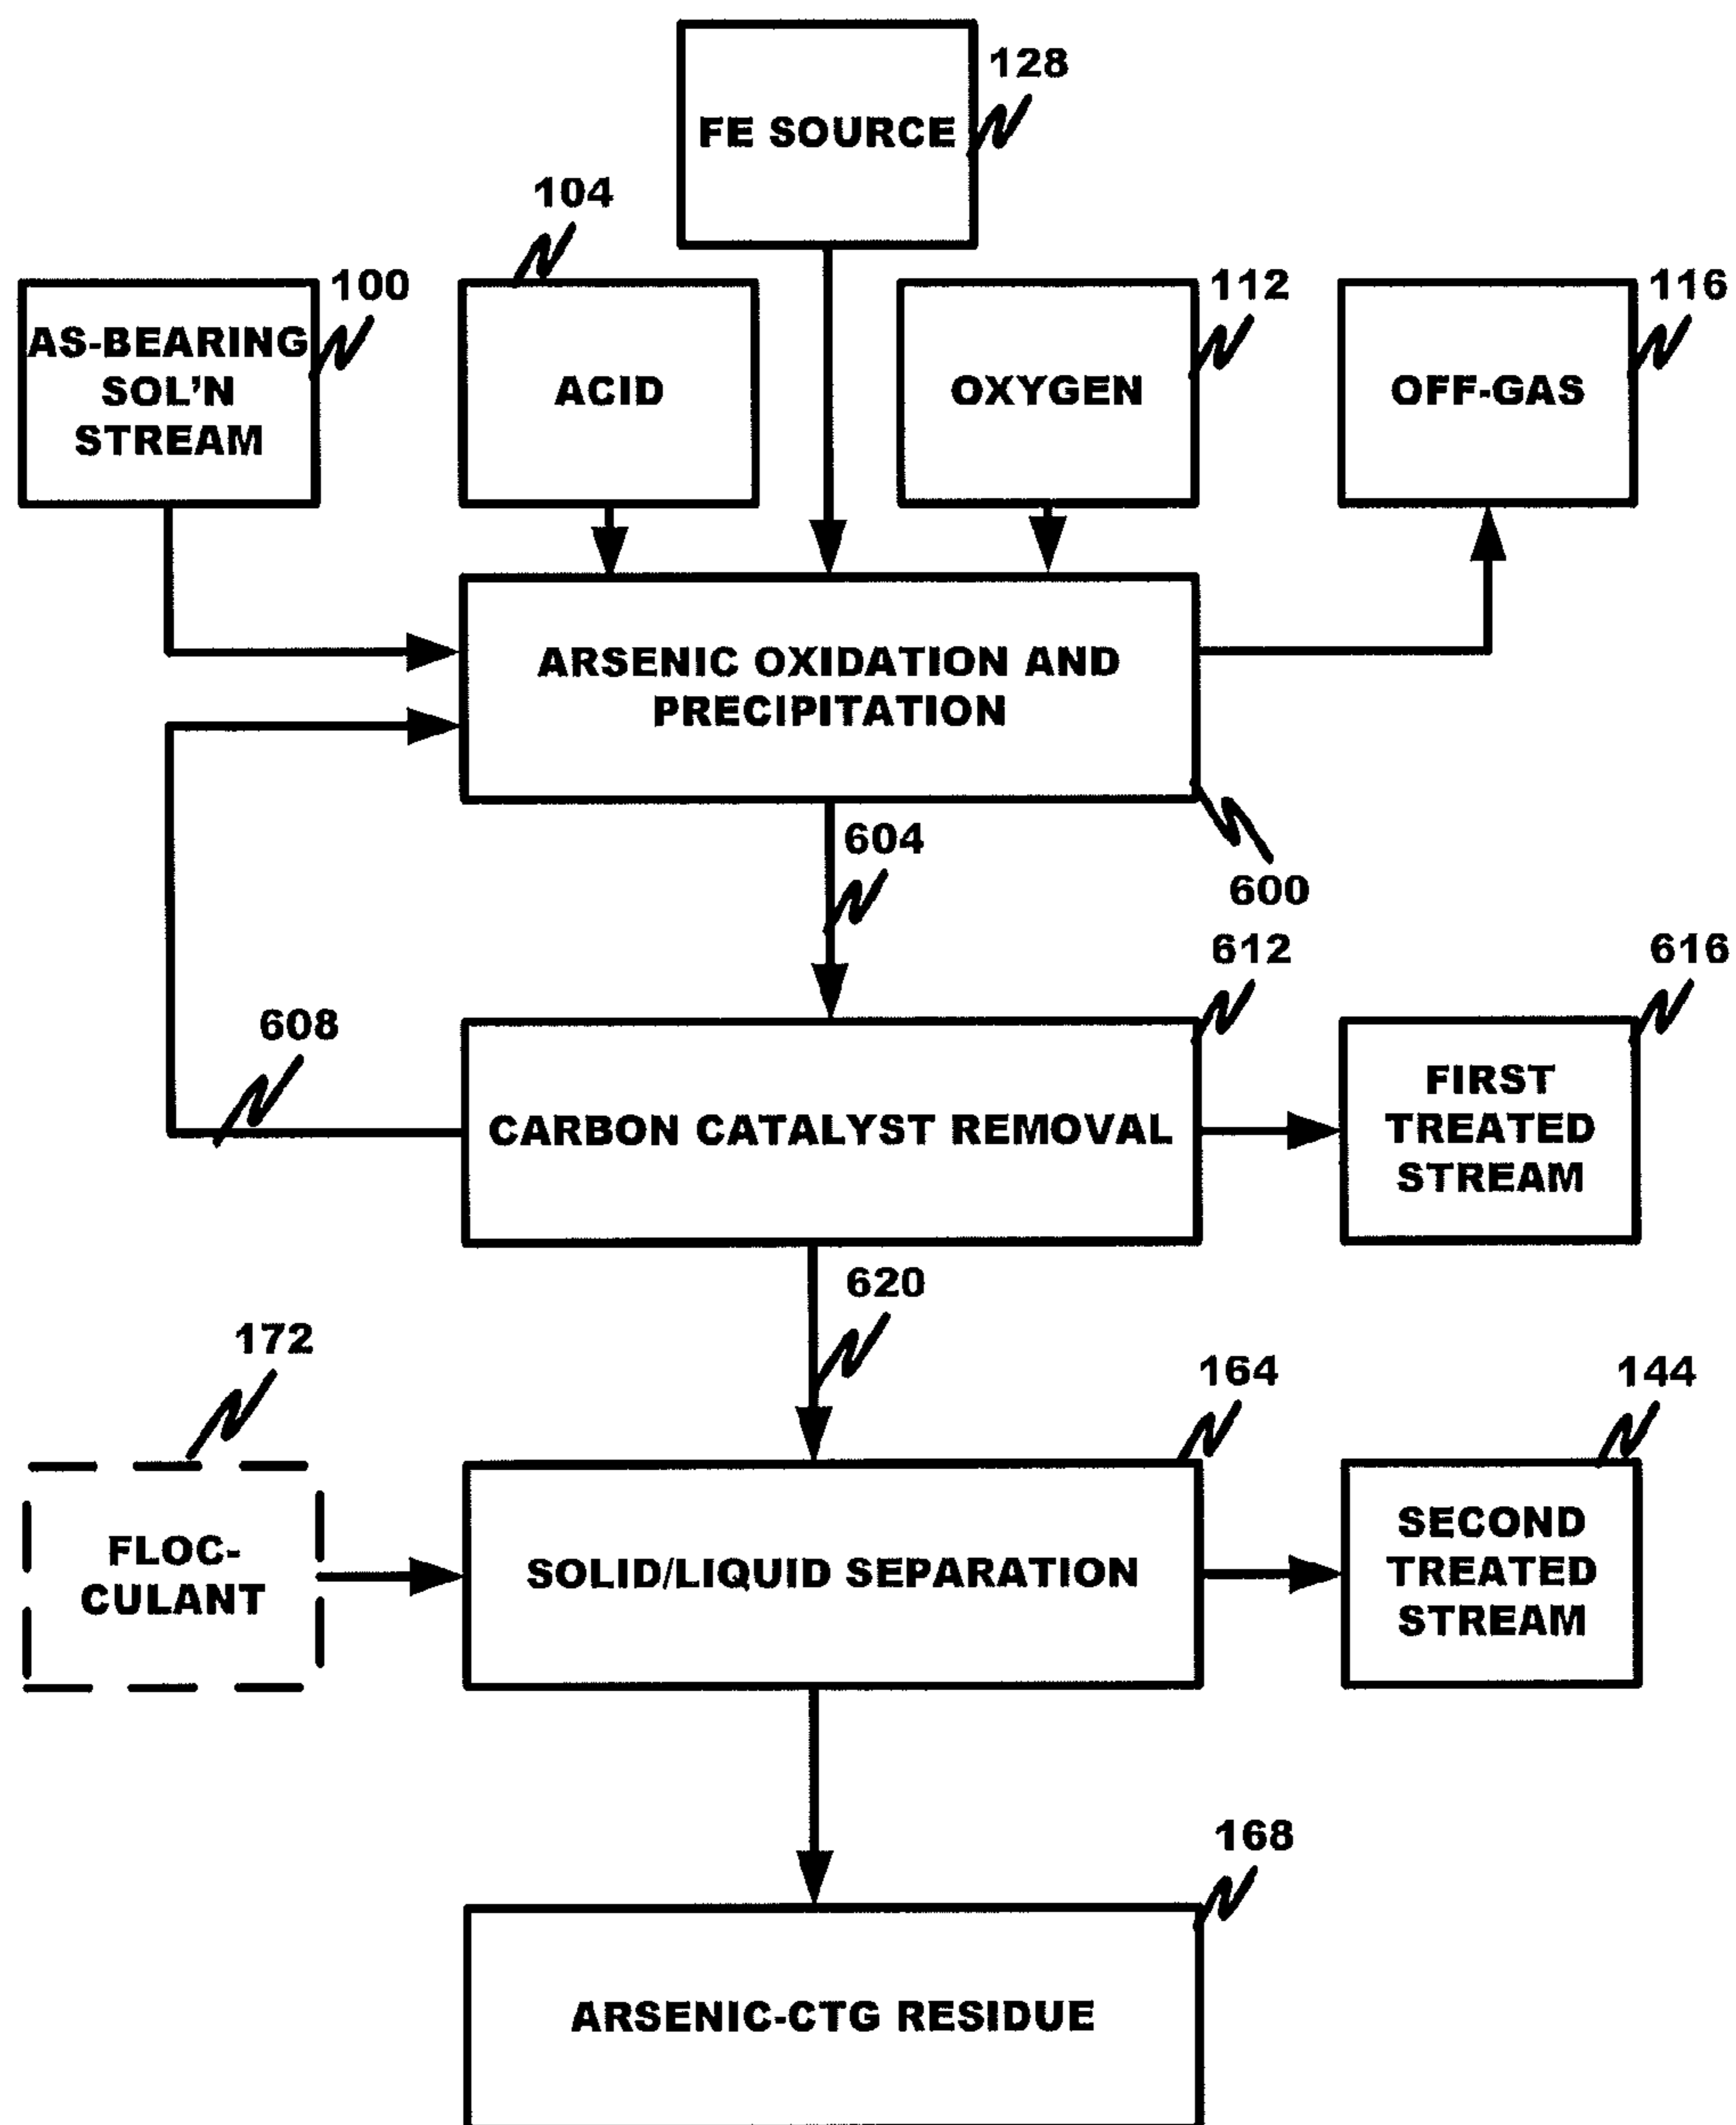 128
FE SOURCE
104
100
112
116
AS-BEARING
SOL'N
STREAM
ACID
OXYGEN
OFF-GAS
ARSENIC OXIDATION AND
PRECIPITATION
604
600
612
616
608
CARBON CATALYST REMOVAL
FIRST
TREATED
STREAM
620
172
164
144
FLOC-
CULANT
SOLID/LIQUID SEPARATION
SECOND
TREATED
STREAM
168
ARSENIC-CTG RESIDUE